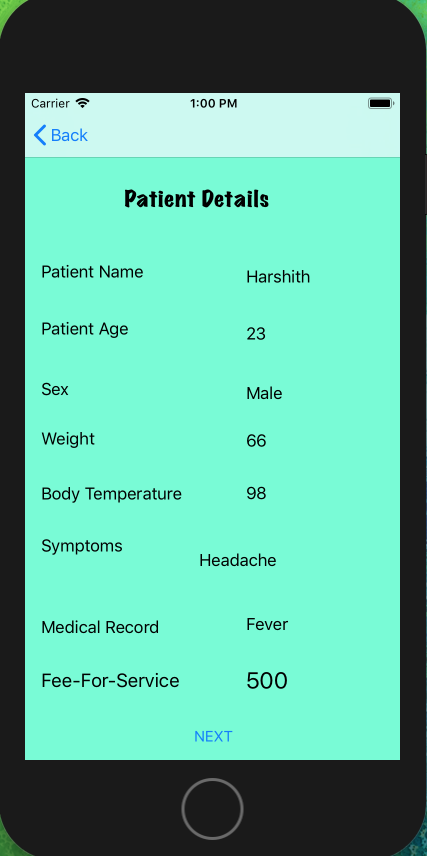 Carrier 1:00 PM
Back
Patient Details
Patient Name Harshith
Patient Age 23
Sex Male
Weight 66
Body Temperature 98
Symptoms Headache
Medical Record Fever
Fee-For-Service 500
NEXT